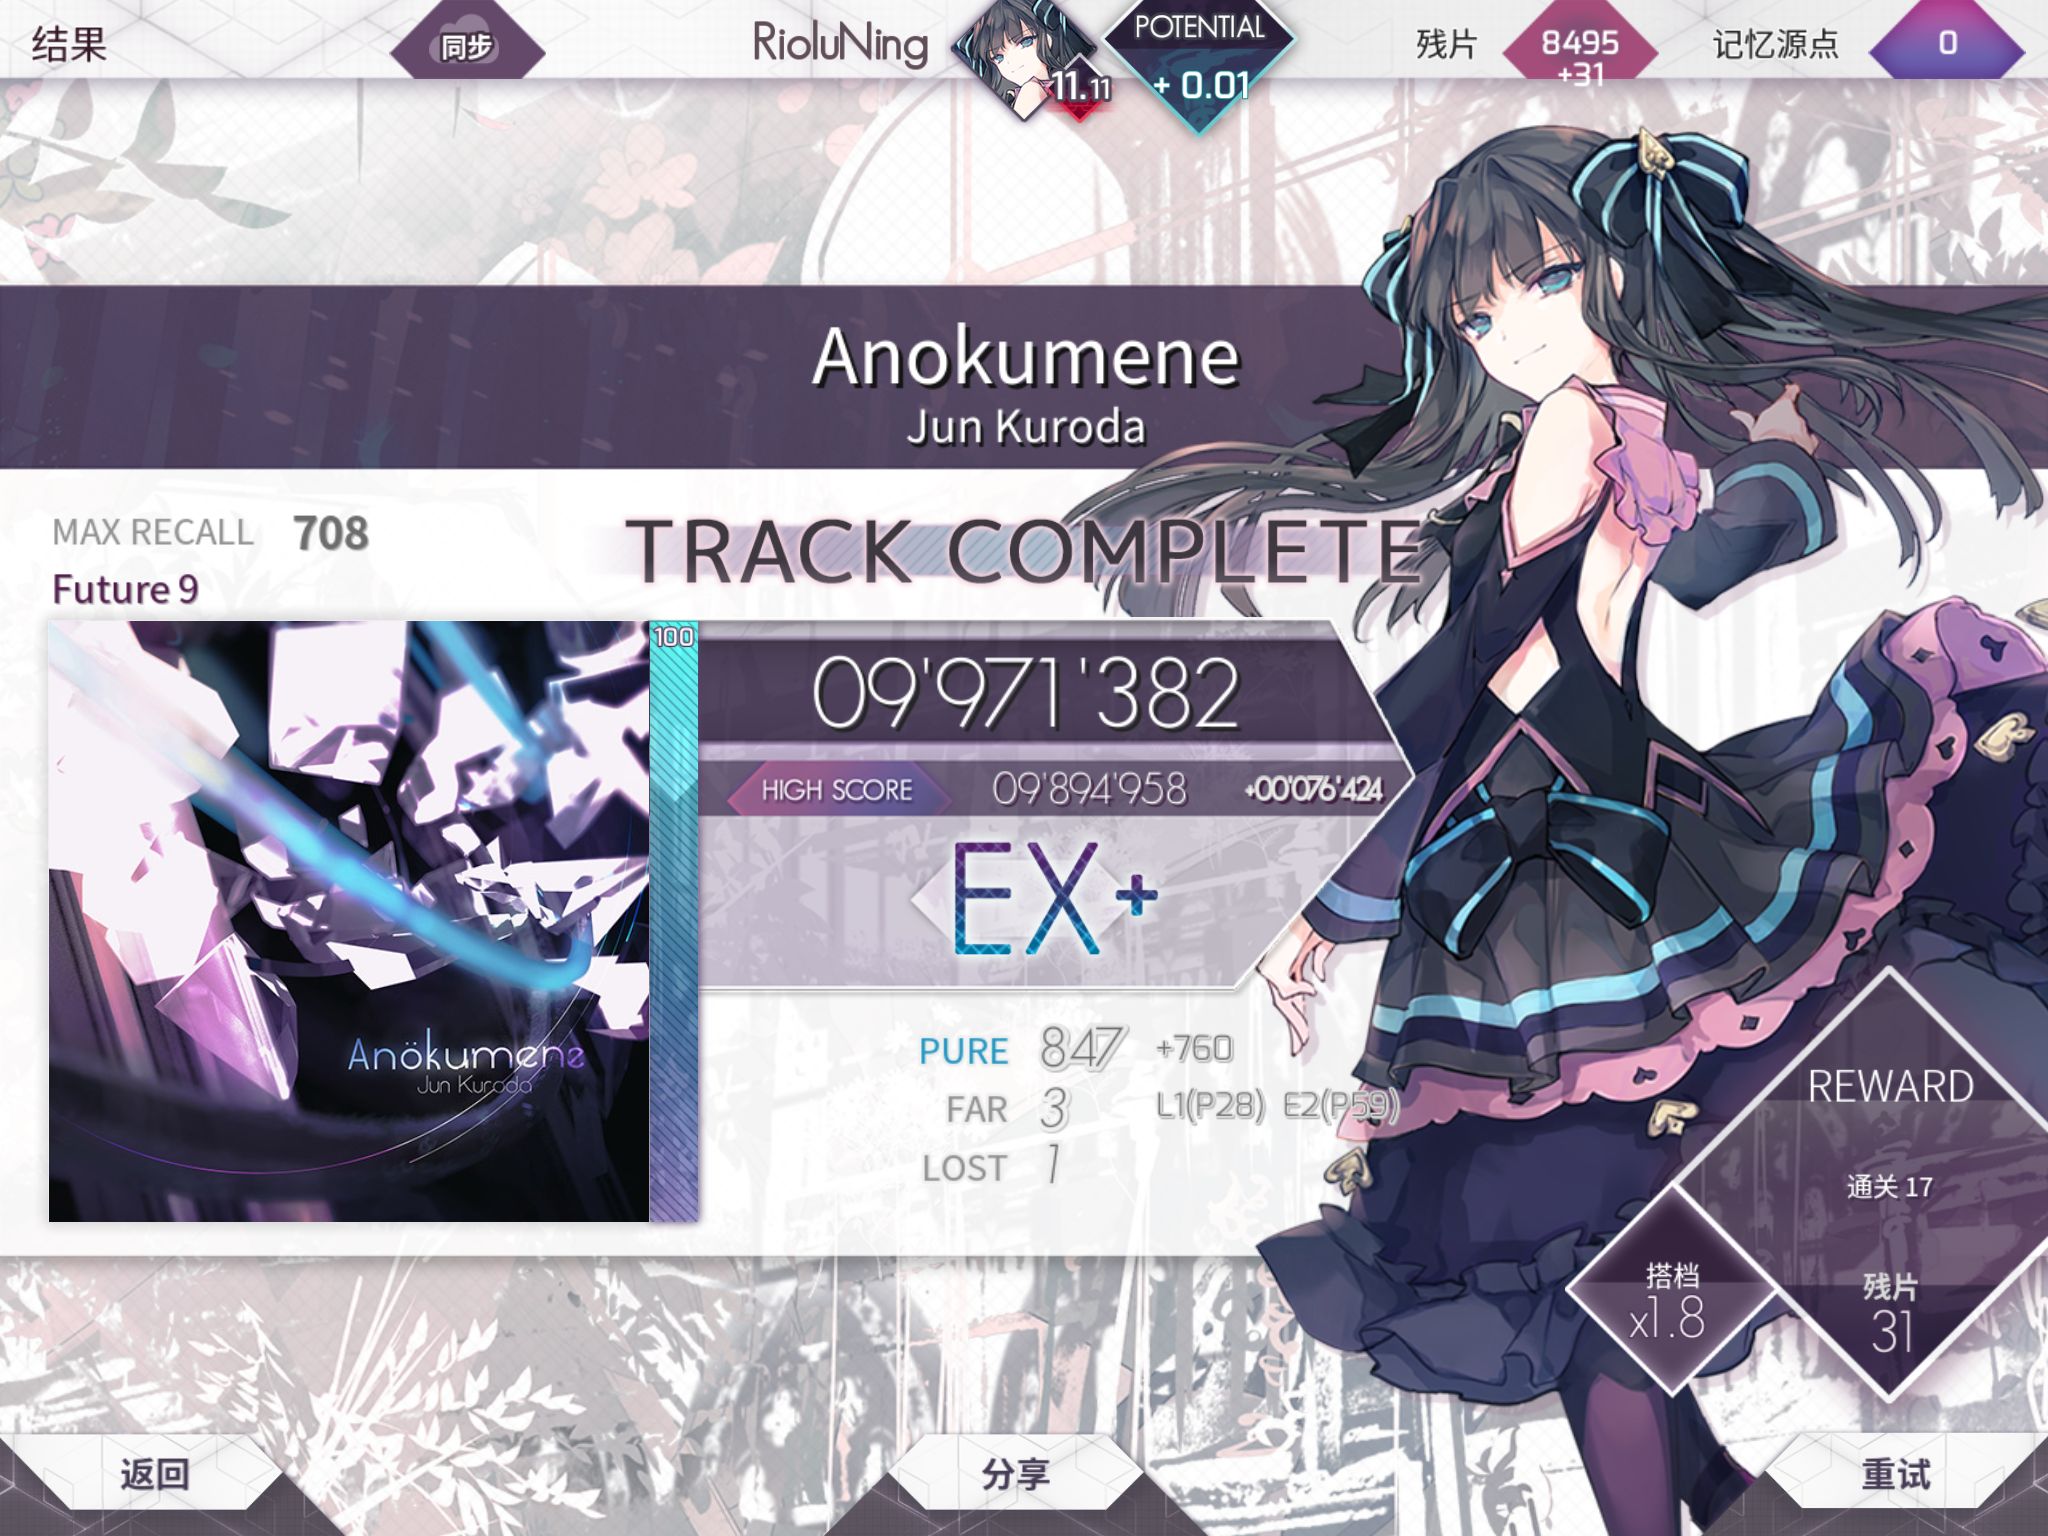 结果
同步
RioluNing
11.11
POTENTIAL
+ 0.01
残片
8495
+31
记忆源点
0
Anokumene
Jun Kuroda
MAX RECALL 708
TRACK COMPLETE
Future 9
100
09'971'382
HIGH SCORE 09'894'958 +00'076'424
EX+
Anökumene
Jun Kuroda
PURE 847 +760
FAR 3 L1(P28) E2(P59)
LOST 1
REWARD
通关 17
残片
31
搭档
x1.8
返回
分享
重试